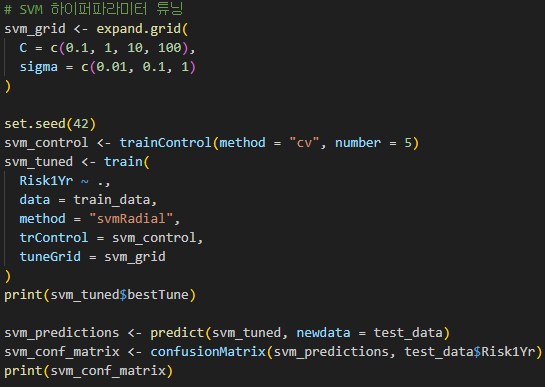 # SVM 하이퍼파라미터 튜닝
svm_grid <- expand.grid(
  C = c(0.1, 1, 10, 100),
  sigma = c(0.01, 0.1, 1)
)

set.seed(42)
svm_control <- trainControl(method = "cv", number = 5)
svm_tuned <- train(
  Risk1Yr ~ .,
  data = train_data,
  method = "svmRadial",
  trControl = svm_control,
  tuneGrid = svm_grid
)
print(svm_tuned$bestTune)

svm_predictions <- predict(svm_tuned, newdata = test_data)
svm_conf_matrix <- confusionMatrix(svm_predictions, test_data$Risk1Yr)
print(svm_conf_matrix)